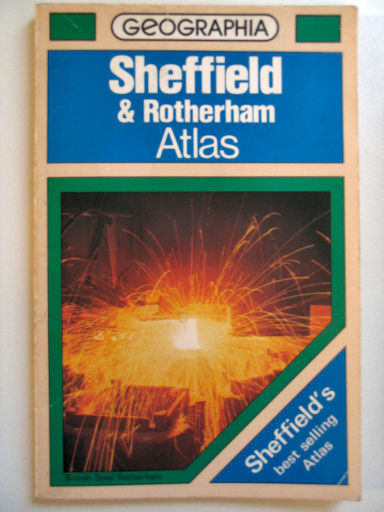 GEOGRAPHIA
Sheffield
& Rotherham
Atlas
Sheffield's
best selling
Atlas
British Steel Rotherham